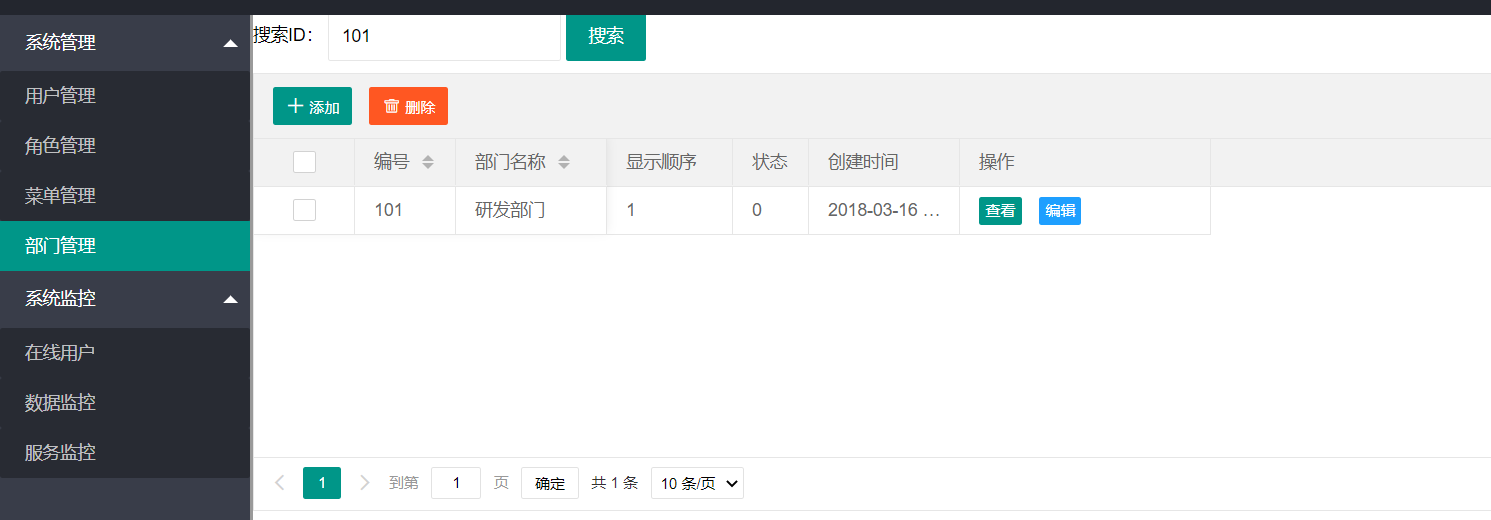 系统管理
用户管理
角色管理
菜单管理
部门管理
系统监控
在线用户
数据监控
服务监控
搜索ID： 101 搜索
添加 删除
编号 部门名称 显示顺序 状态 创建时间 操作
101 研发部门 1 0 2018-03-16 … 查看 编辑
1 到第 1 页 确定 共 1 条 10 条/页